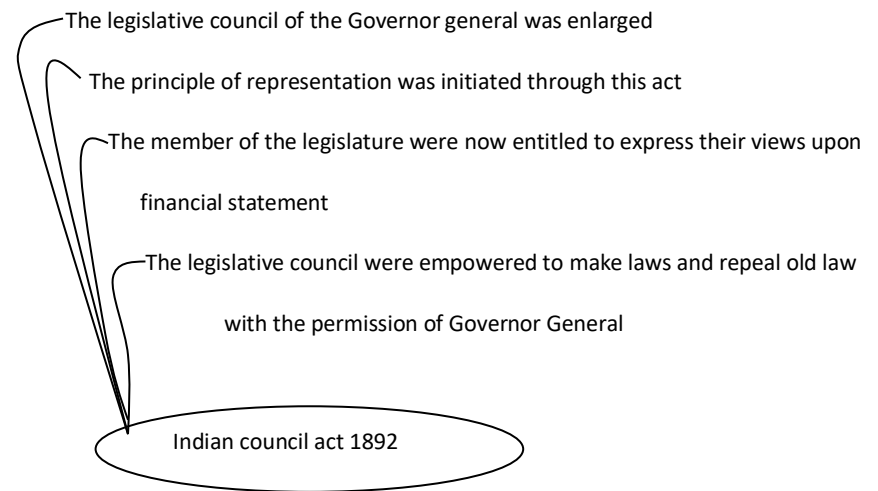 The legislative council of the Governor general was enlarged
The principle of representation was initiated through this act
The member of the legislature were now entitled to express their views upon
financial statement
The legislative council were empowered to make laws and repeal old law
with the permission of Governor General
Indian council act 1892